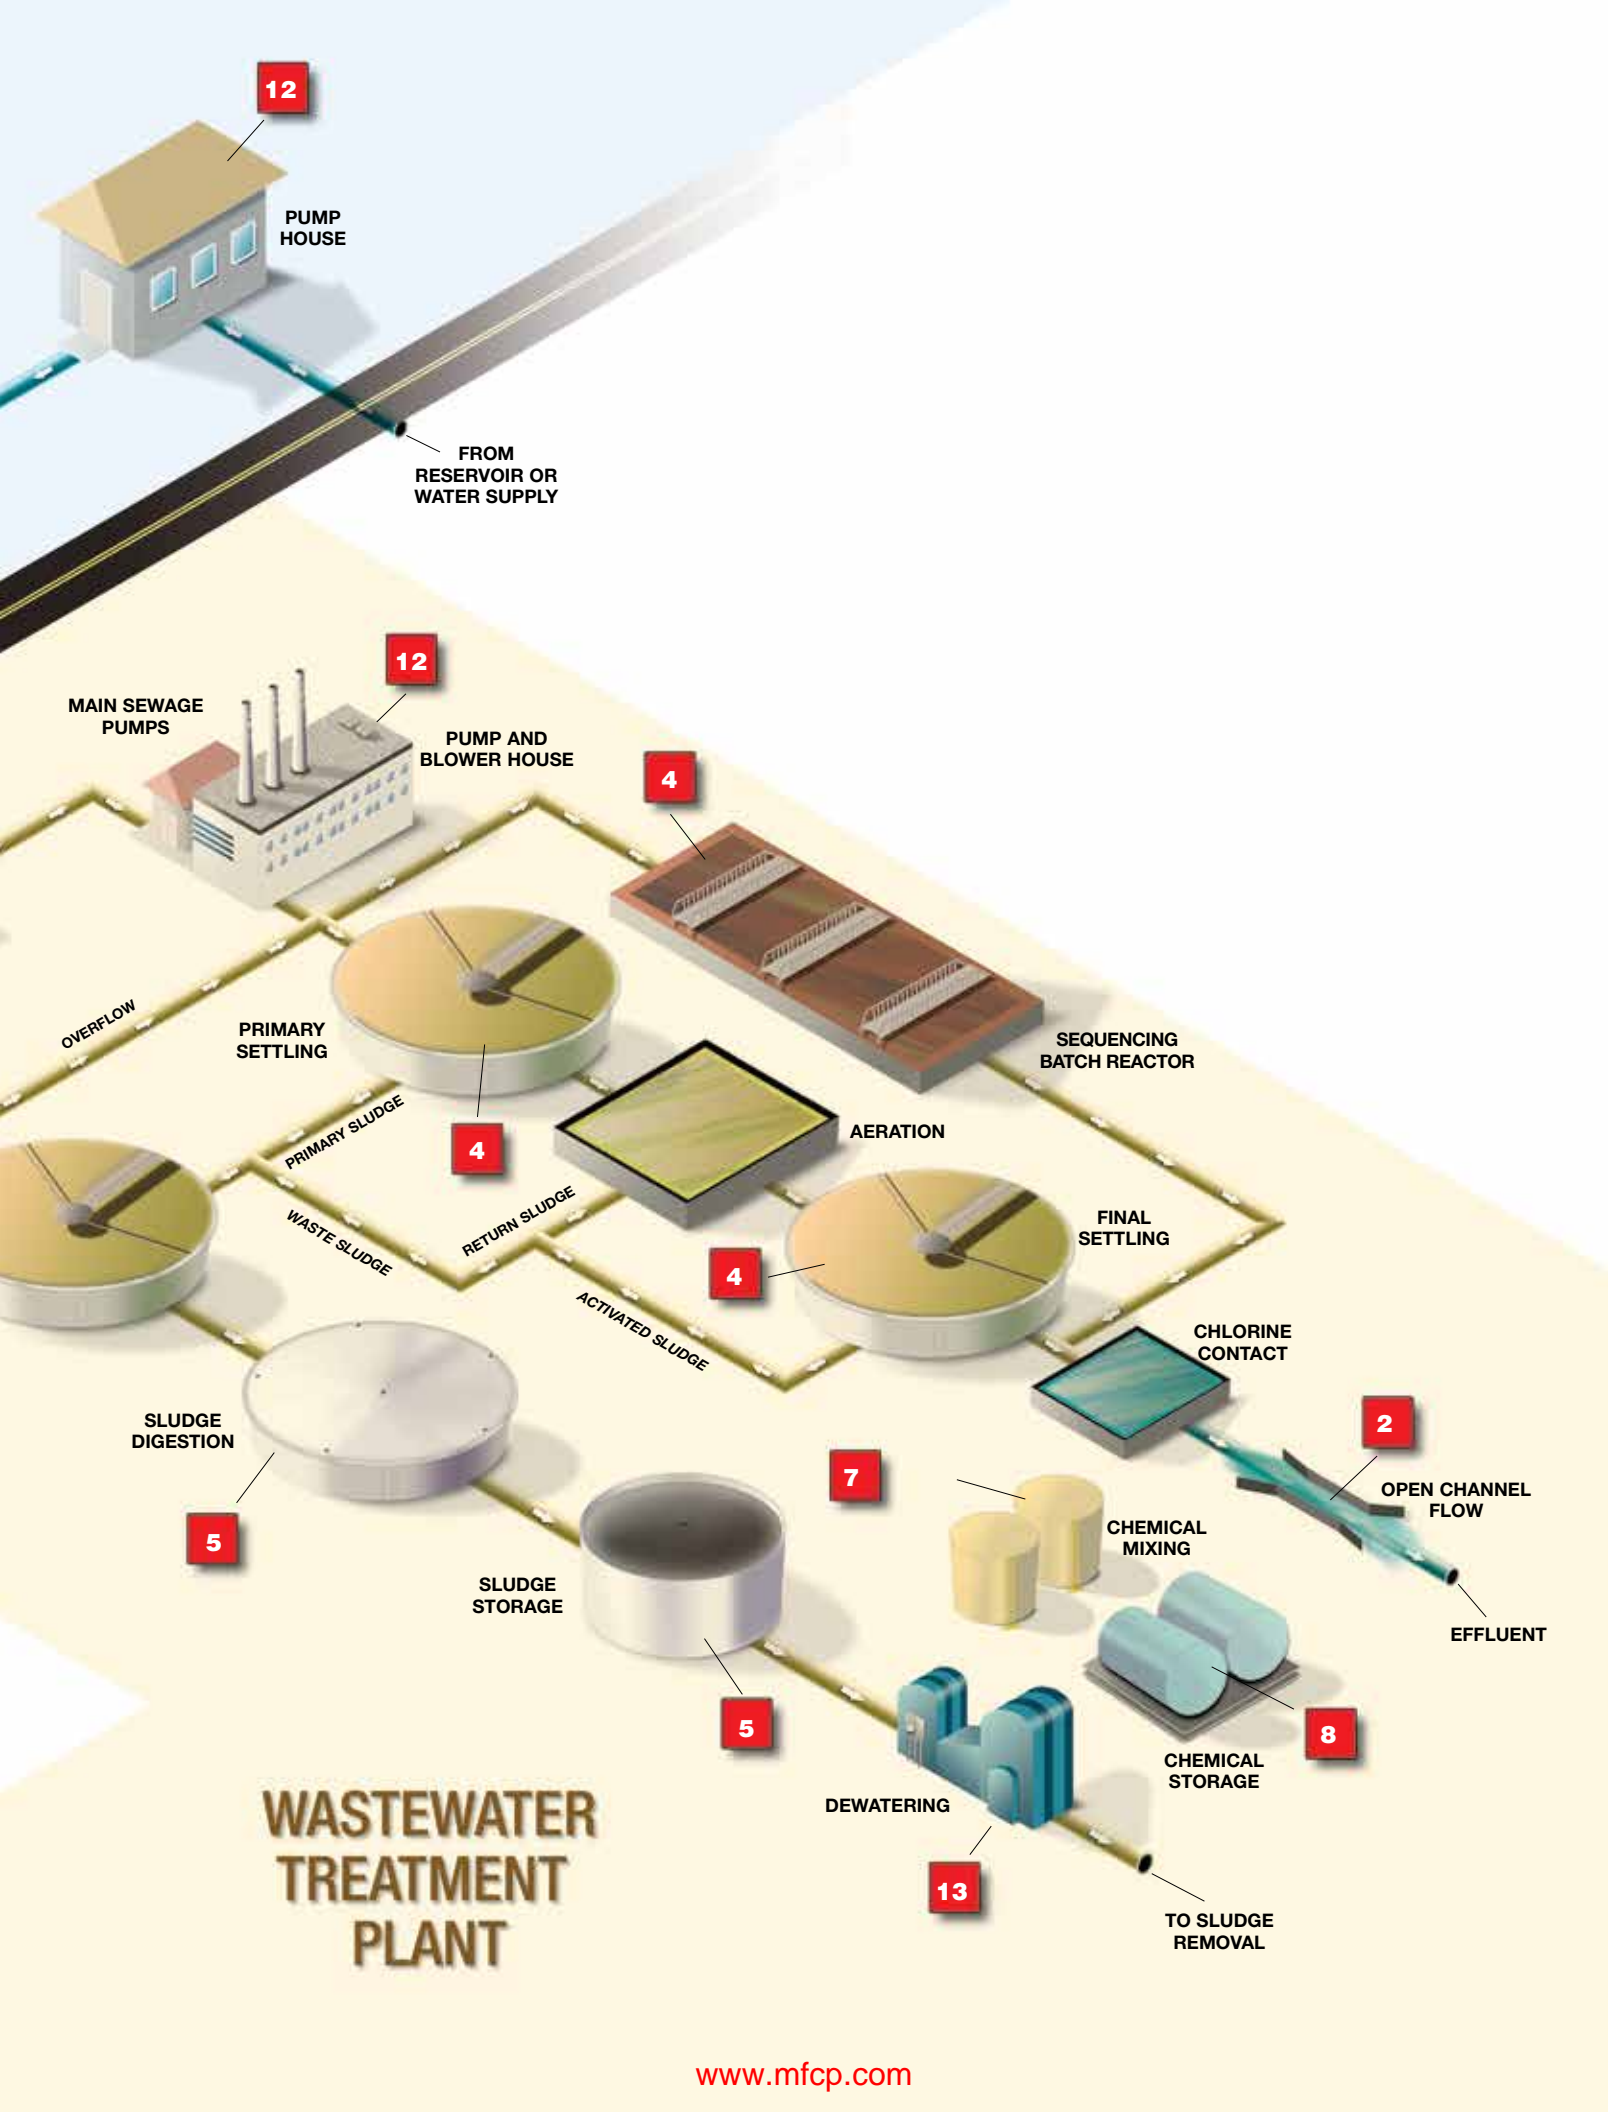 12
PUMP
HOUSE
FROM
RESERVOIR OR
WATER SUPPLY
12
MAIN SEWAGE
PUMPS
PUMP AND
BLOWER HOUSE
4
OVERFLOW
PRIMARY
SETTLING
SEQUENCING
BATCH REACTOR
PRIMARY SLUDGE
4
AERATION
WASTE SLUDGE
RETURN SLUDGE
FINAL
SETTLING
4
ACTIVATED SLUDGE
CHLORINE
CONTACT
SLUDGE
DIGESTION
2
OPEN CHANNEL
FLOW
7
5
CHEMICAL
MIXING
SLUDGE
STORAGE
EFFLUENT
5
8
CHEMICAL
STORAGE
DEWATERING
WASTEWATER
TREATMENT
PLANT
13
TO SLUDGE
REMOVAL
www.mfcp.com